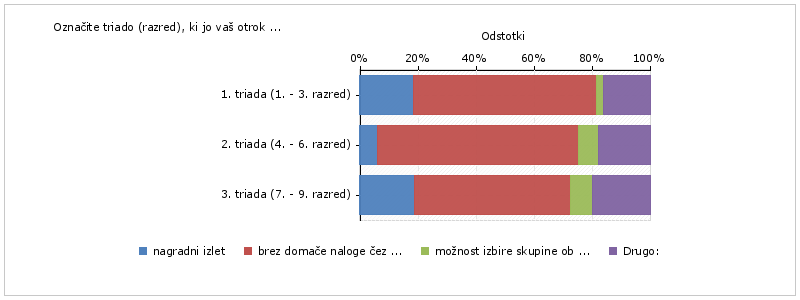 Označite triado (razred), ki jo vaš otrok ...
Odstotki
0% 20% 40% 60% 80% 100%
1. triada (1. - 3. razred)
2. triada (4. - 6. razred)
3. triada (7. - 9. razred)
nagradni izlet brez domače naloge čez ... možnost izbire skupine ob ... Drugo: